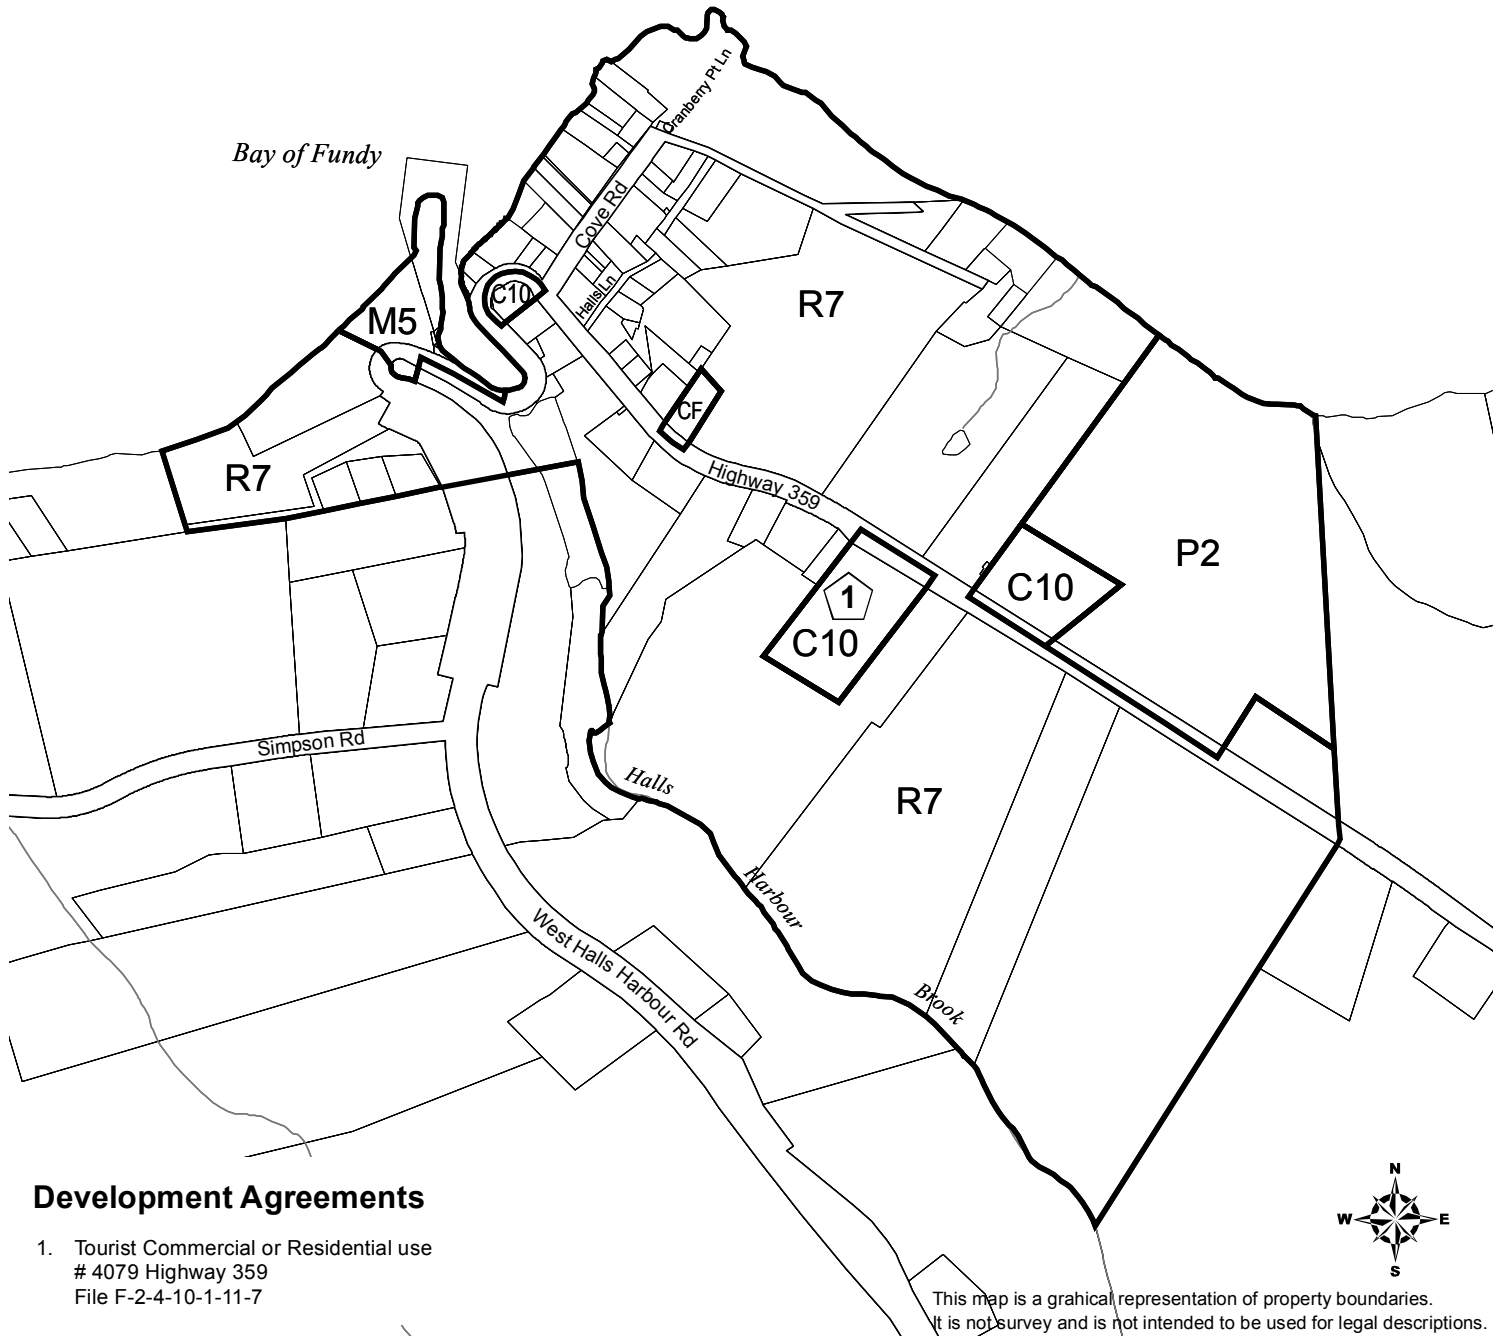 Cranberry Pt Ln
Bay of Fundy
Cove Rd
C10
Halls Ln
R7
M5
CF
R7
Highway 359
P2
C10
1
C10
Simpson Rd
Halls
R7
Harbour
West Halls Harbour Rd
Brook
Development Agreements
1. Tourist Commercial or Residential use
# 4079 Highway 359
File F-2-4-10-1-11-7
N
W E
S
This map is a grahical representation of property boundaries.
It is not survey and is not intended to be used for legal descriptions.